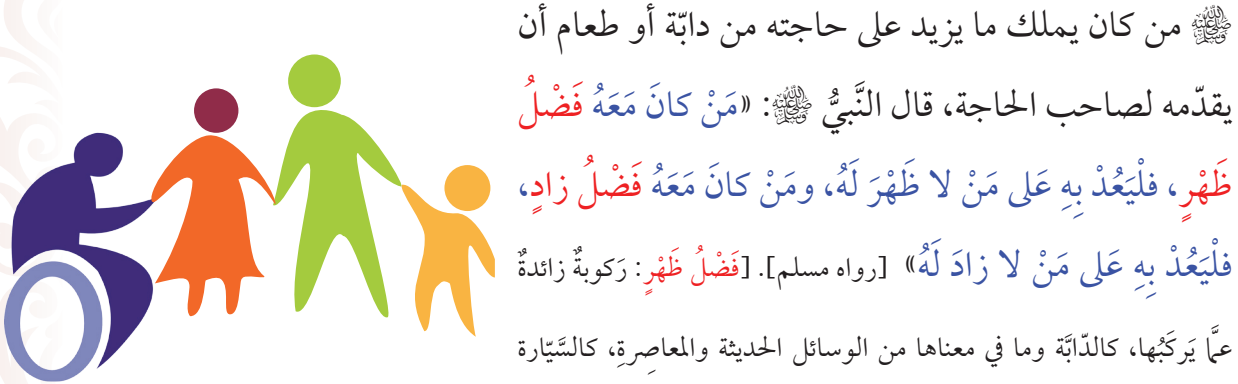 ﷺ من كان يملك ما يزيد على حاجته من دابّة أو طعام أن
يقدّمه لصاحب الحاجة، قال النَّبيُّ ﷺ: «مَنْ كانَ مَعَهُ فَضْلُ
ظَهْرٍ، فلْيَعُدْ بِهِ عَلى مَنْ لا ظَهْرَ لَهُ، ومَنْ كانَ مَعَهُ فَضْلُ زادٍ،
فلْيَعُدْ بِهِ عَلى مَنْ لا زادَ لَهُ» [رواه مسلم]. [فَضْلُ ظَهْرٍ: رَكوبةٌ زائدةٌ
عمَّا يَركَبُها، كالدّابَّة وما في معناها من الوسائل الحديثة والمعاصِرةِ، كالسَّيّارة